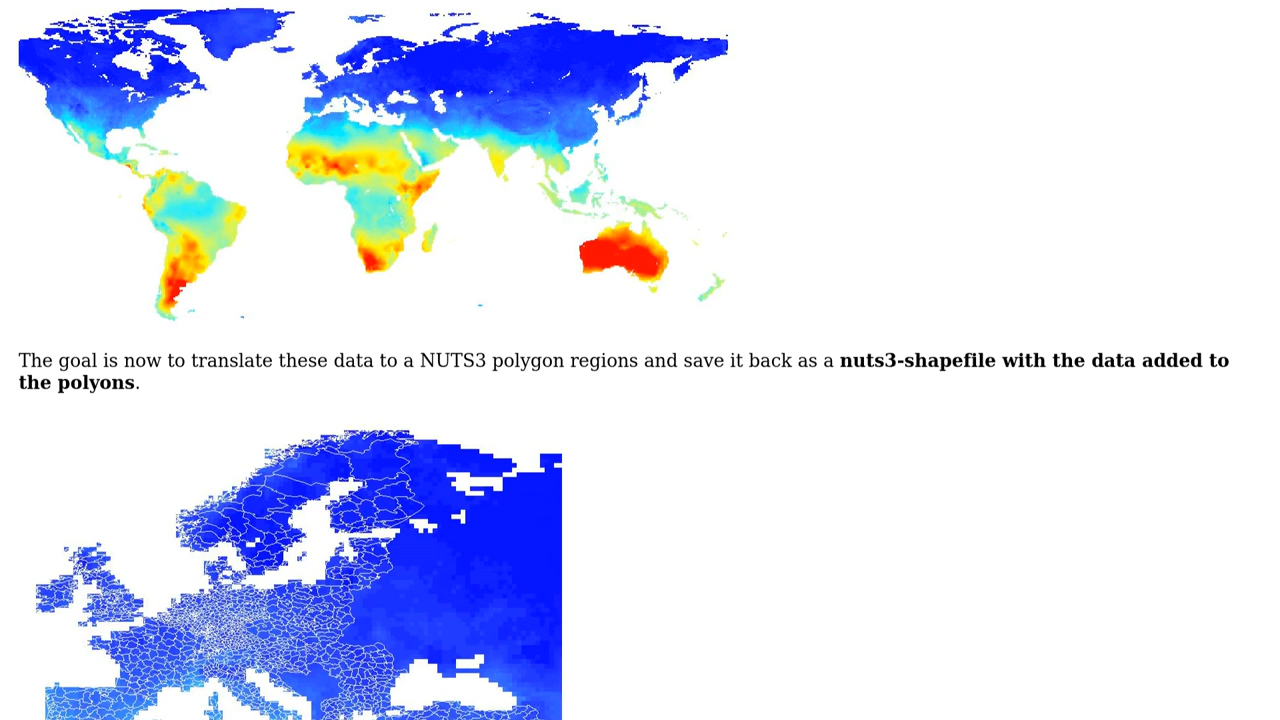 The goal is now to translate these data to a NUTS3 polygon regions and save it back as a nuts3-shapefile with the data added to
the polyons.